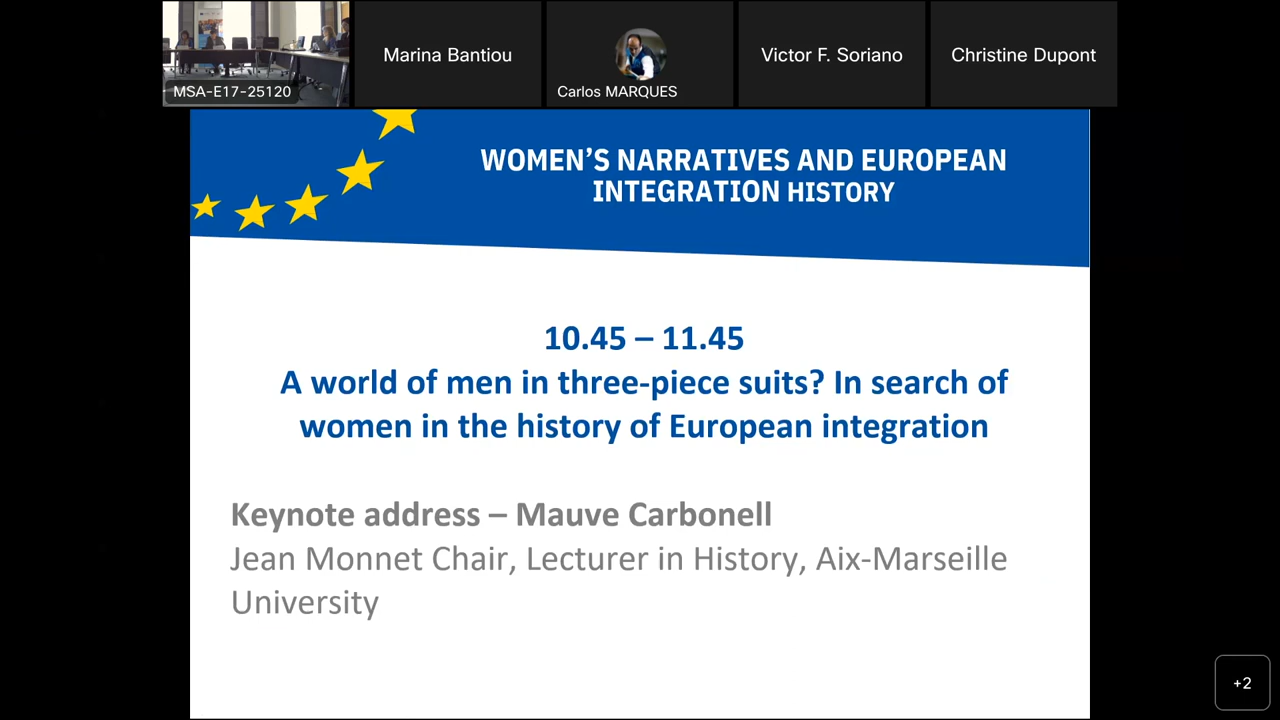 MSA-E17-25120
Marina Bantiou
Carlos MARQUES
Victor F. Soriano
Christine Dupont
WOMEN'S NARRATIVES AND EUROPEAN
INTEGRATION HISTORY
10.45 – 11.45
A world of men in three-piece suits? In search of
women in the history of European integration
Keynote address – Mauve Carbonell
Jean Monnet Chair, Lecturer in History, Aix-Marseille
University
+2